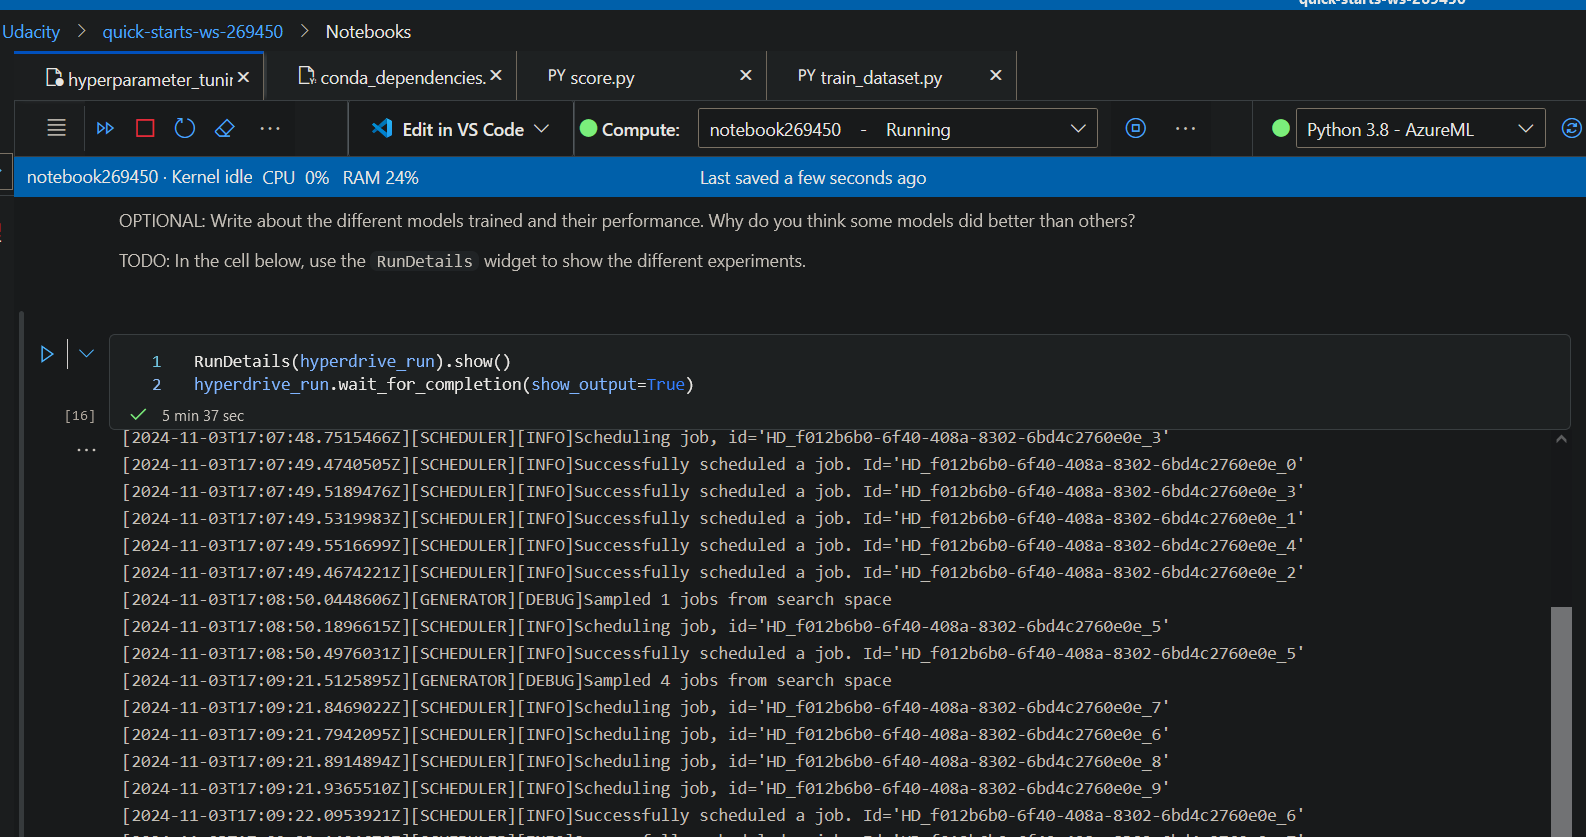 quick-starts-ws-269450
Udacity > quick-starts-ws-269450 > Notebooks
hyperparameter_tunin conda_dependencies. PY score.py PY train_dataset.py
Edit in VS Code Compute: notebook269450 - Running Python 3.8 - AzureML
notebook269450 · Kernel idle CPU 0% RAM 24% Last saved a few seconds ago
OPTIONAL: Write about the different models trained and their performance. Why do you think some models did better than others?
TODO: In the cell below, use the RunDetails widget to show the different experiments.
1 RunDetails(hyperdrive_run).show()
2 hyperdrive_run.wait_for_completion(show_output=True)
[16] 5 min 37 sec
[2024-11-03T17:07:48.7515466Z][SCHEDULER][INFO]Scheduling job, id='HD_f012b6b0-6f40-408a-8302-6bd4c2760e0e_3'
[2024-11-03T17:07:49.4740505Z][SCHEDULER][INFO]Successfully scheduled a job. Id='HD_f012b6b0-6f40-408a-8302-6bd4c2760e0e_0'
[2024-11-03T17:07:49.5189476Z][SCHEDULER][INFO]Successfully scheduled a job. Id='HD_f012b6b0-6f40-408a-8302-6bd4c2760e0e_3'
[2024-11-03T17:07:49.5319983Z][SCHEDULER][INFO]Successfully scheduled a job. Id='HD_f012b6b0-6f40-408a-8302-6bd4c2760e0e_1'
[2024-11-03T17:07:49.5516699Z][SCHEDULER][INFO]Successfully scheduled a job. Id='HD_f012b6b0-6f40-408a-8302-6bd4c2760e0e_4'
[2024-11-03T17:07:49.4674221Z][SCHEDULER][INFO]Successfully scheduled a job. Id='HD_f012b6b0-6f40-408a-8302-6bd4c2760e0e_2'
[2024-11-03T17:08:50.0448606Z][GENERATOR][DEBUG]Sampled 1 jobs from search space
[2024-11-03T17:08:50.1896615Z][SCHEDULER][INFO]Scheduling job, id='HD_f012b6b0-6f40-408a-8302-6bd4c2760e0e_5'
[2024-11-03T17:08:50.4976031Z][SCHEDULER][INFO]Successfully scheduled a job. Id='HD_f012b6b0-6f40-408a-8302-6bd4c2760e0e_5'
[2024-11-03T17:09:21.5125895Z][GENERATOR][DEBUG]Sampled 4 jobs from search space
[2024-11-03T17:09:21.8469022Z][SCHEDULER][INFO]Scheduling job, id='HD_f012b6b0-6f40-408a-8302-6bd4c2760e0e_7'
[2024-11-03T17:09:21.7942095Z][SCHEDULER][INFO]Scheduling job, id='HD_f012b6b0-6f40-408a-8302-6bd4c2760e0e_6'
[2024-11-03T17:09:21.8914894Z][SCHEDULER][INFO]Scheduling job, id='HD_f012b6b0-6f40-408a-8302-6bd4c2760e0e_8'
[2024-11-03T17:09:21.9365510Z][SCHEDULER][INFO]Scheduling job, id='HD_f012b6b0-6f40-408a-8302-6bd4c2760e0e_9'
[2024-11-03T17:09:22.0953921Z][SCHEDULER][INFO]Successfully scheduled a job. Id='HD_f012b6b0-6f40-408a-8302-6bd4c2760e0e_6'